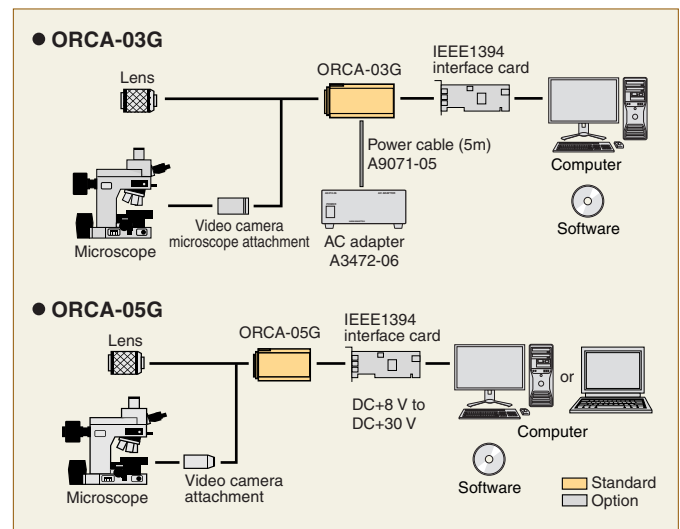 ● ORCA-03G
Lens
ORCA-03G
IEEE1394
interface card
Power cable (5m)
A9071-05
Computer
Video camera
microscope attachment
Microscope
AC adapter
A3472-06
Software
● ORCA-05G
Lens
ORCA-05G
IEEE1394
interface card
or
DC+8 V to
DC+30 V
Computer
Video camera
attachment
Microscope
Software
Standard
Option